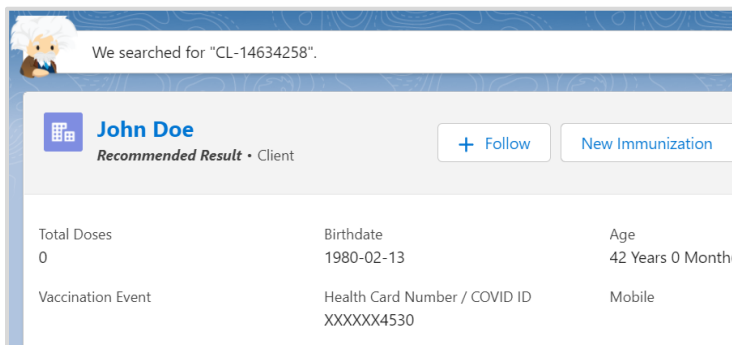 We searched for "CL-14634258".
John Doe
Recommended Result • Client
+ Follow
New Immunization
Total Doses
0
Birthdate
1980-02-13
Age
42 Years 0 Month
Vaccination Event
Health Card Number / COVID ID
XXXXXX4530
Mobile